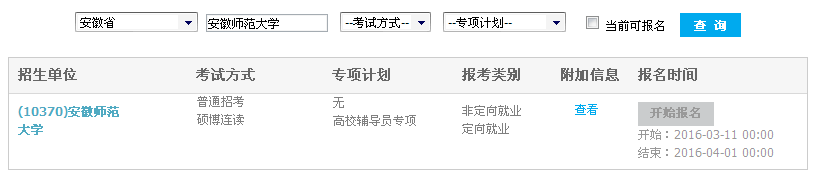 安徽省 安徽师范大学 --考试方式-- --专项计划-- 当前可报名 查 询
招生单位 考试方式 专项计划 报考类别 附加信息 报名时间
(10370)安徽师范
大学
普通招考
硕博连读
无
高校辅导员专项
非定向就业
定向就业
查看
开始报名
开始：2016-03-11 00:00
结束：2016-04-01 00:00